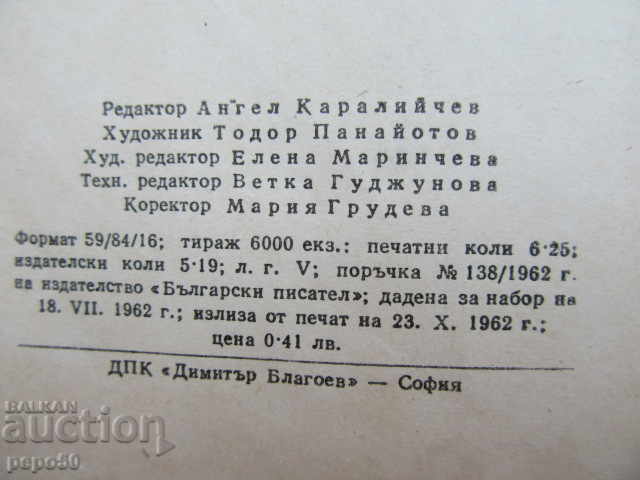 Редактор Ангел Каралийчев
Художник Тодор Панайотов
Худ. редактор Елена Маринчева
Техн. редактор Ветка Гуджунова
Коректор Мария Грудева
Формат 59/84/16; тираж 6000 екз.: печатни коли 6·25;
издателски коли 5·19; л. г. V; поръчка № 138/1962 г.
на издателство «Български писател»; дадена за набор на
18. VII. 1962 г.; излиза от печат на 23. X. 1962 г.;
цена 0·41 лв.
ДПК «Димитър Благоев» — София
BALKAN
auction
pepo50